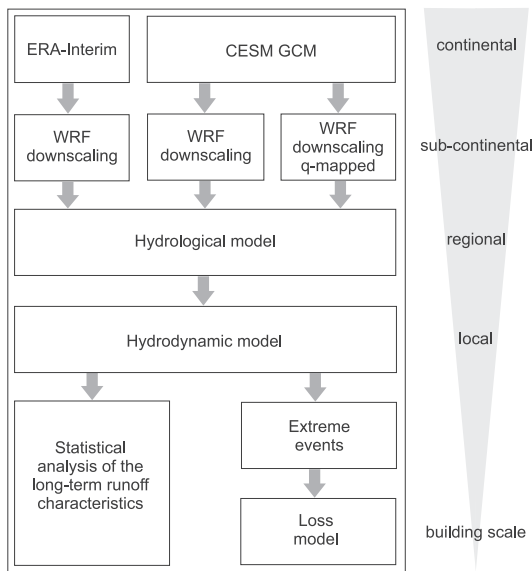 ERA-Interim
CESM GCM
continental
WRF
downscaling
WRF
downscaling
WRF
downscaling
q-mapped
sub-continental
Hydrological model
regional
Hydrodynamic model
local
Statistical
analysis of the
long-term runoff
characteristics
Extreme
events
Loss
model
building scale